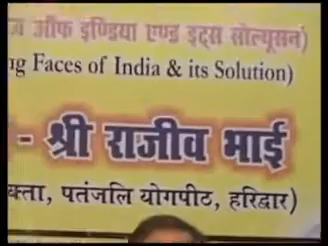 ऑफ इण्डिया एण्ड इट्स सोल्यूसन)
Faces of India & its Solution)
- श्री राजीव भाई
पतंजलि योगपीठ, हरिद्वार)